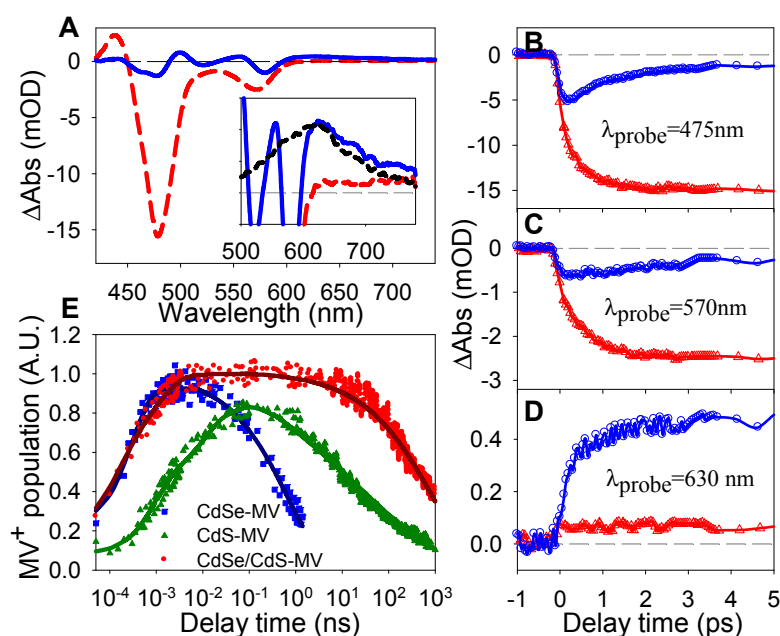 A
ΔAbs (mOD)
0
-5
-10
-15
500 600 700
450 500 550 600 650 700
Wavelength (nm)
B
0
-5
-10
-15
λprobe=475nm
C
ΔAbs (mOD)
0
-1
-2
-3
λprobe=570nm
D
0.4
0.2
0.0
λprobe=630 nm
-1 0 1 2 3 4 5
Delay time (ps)
E
MV+ population (A.U.)
1.2
1.0
0.8
0.6
0.4
0.2
0.0
CdSe-MV
CdS-MV
CdSe/CdS-MV
10⁻⁴ 10⁻³ 10⁻² 10⁻¹ 10⁰ 10¹ 10² 10³
Delay time (ns)